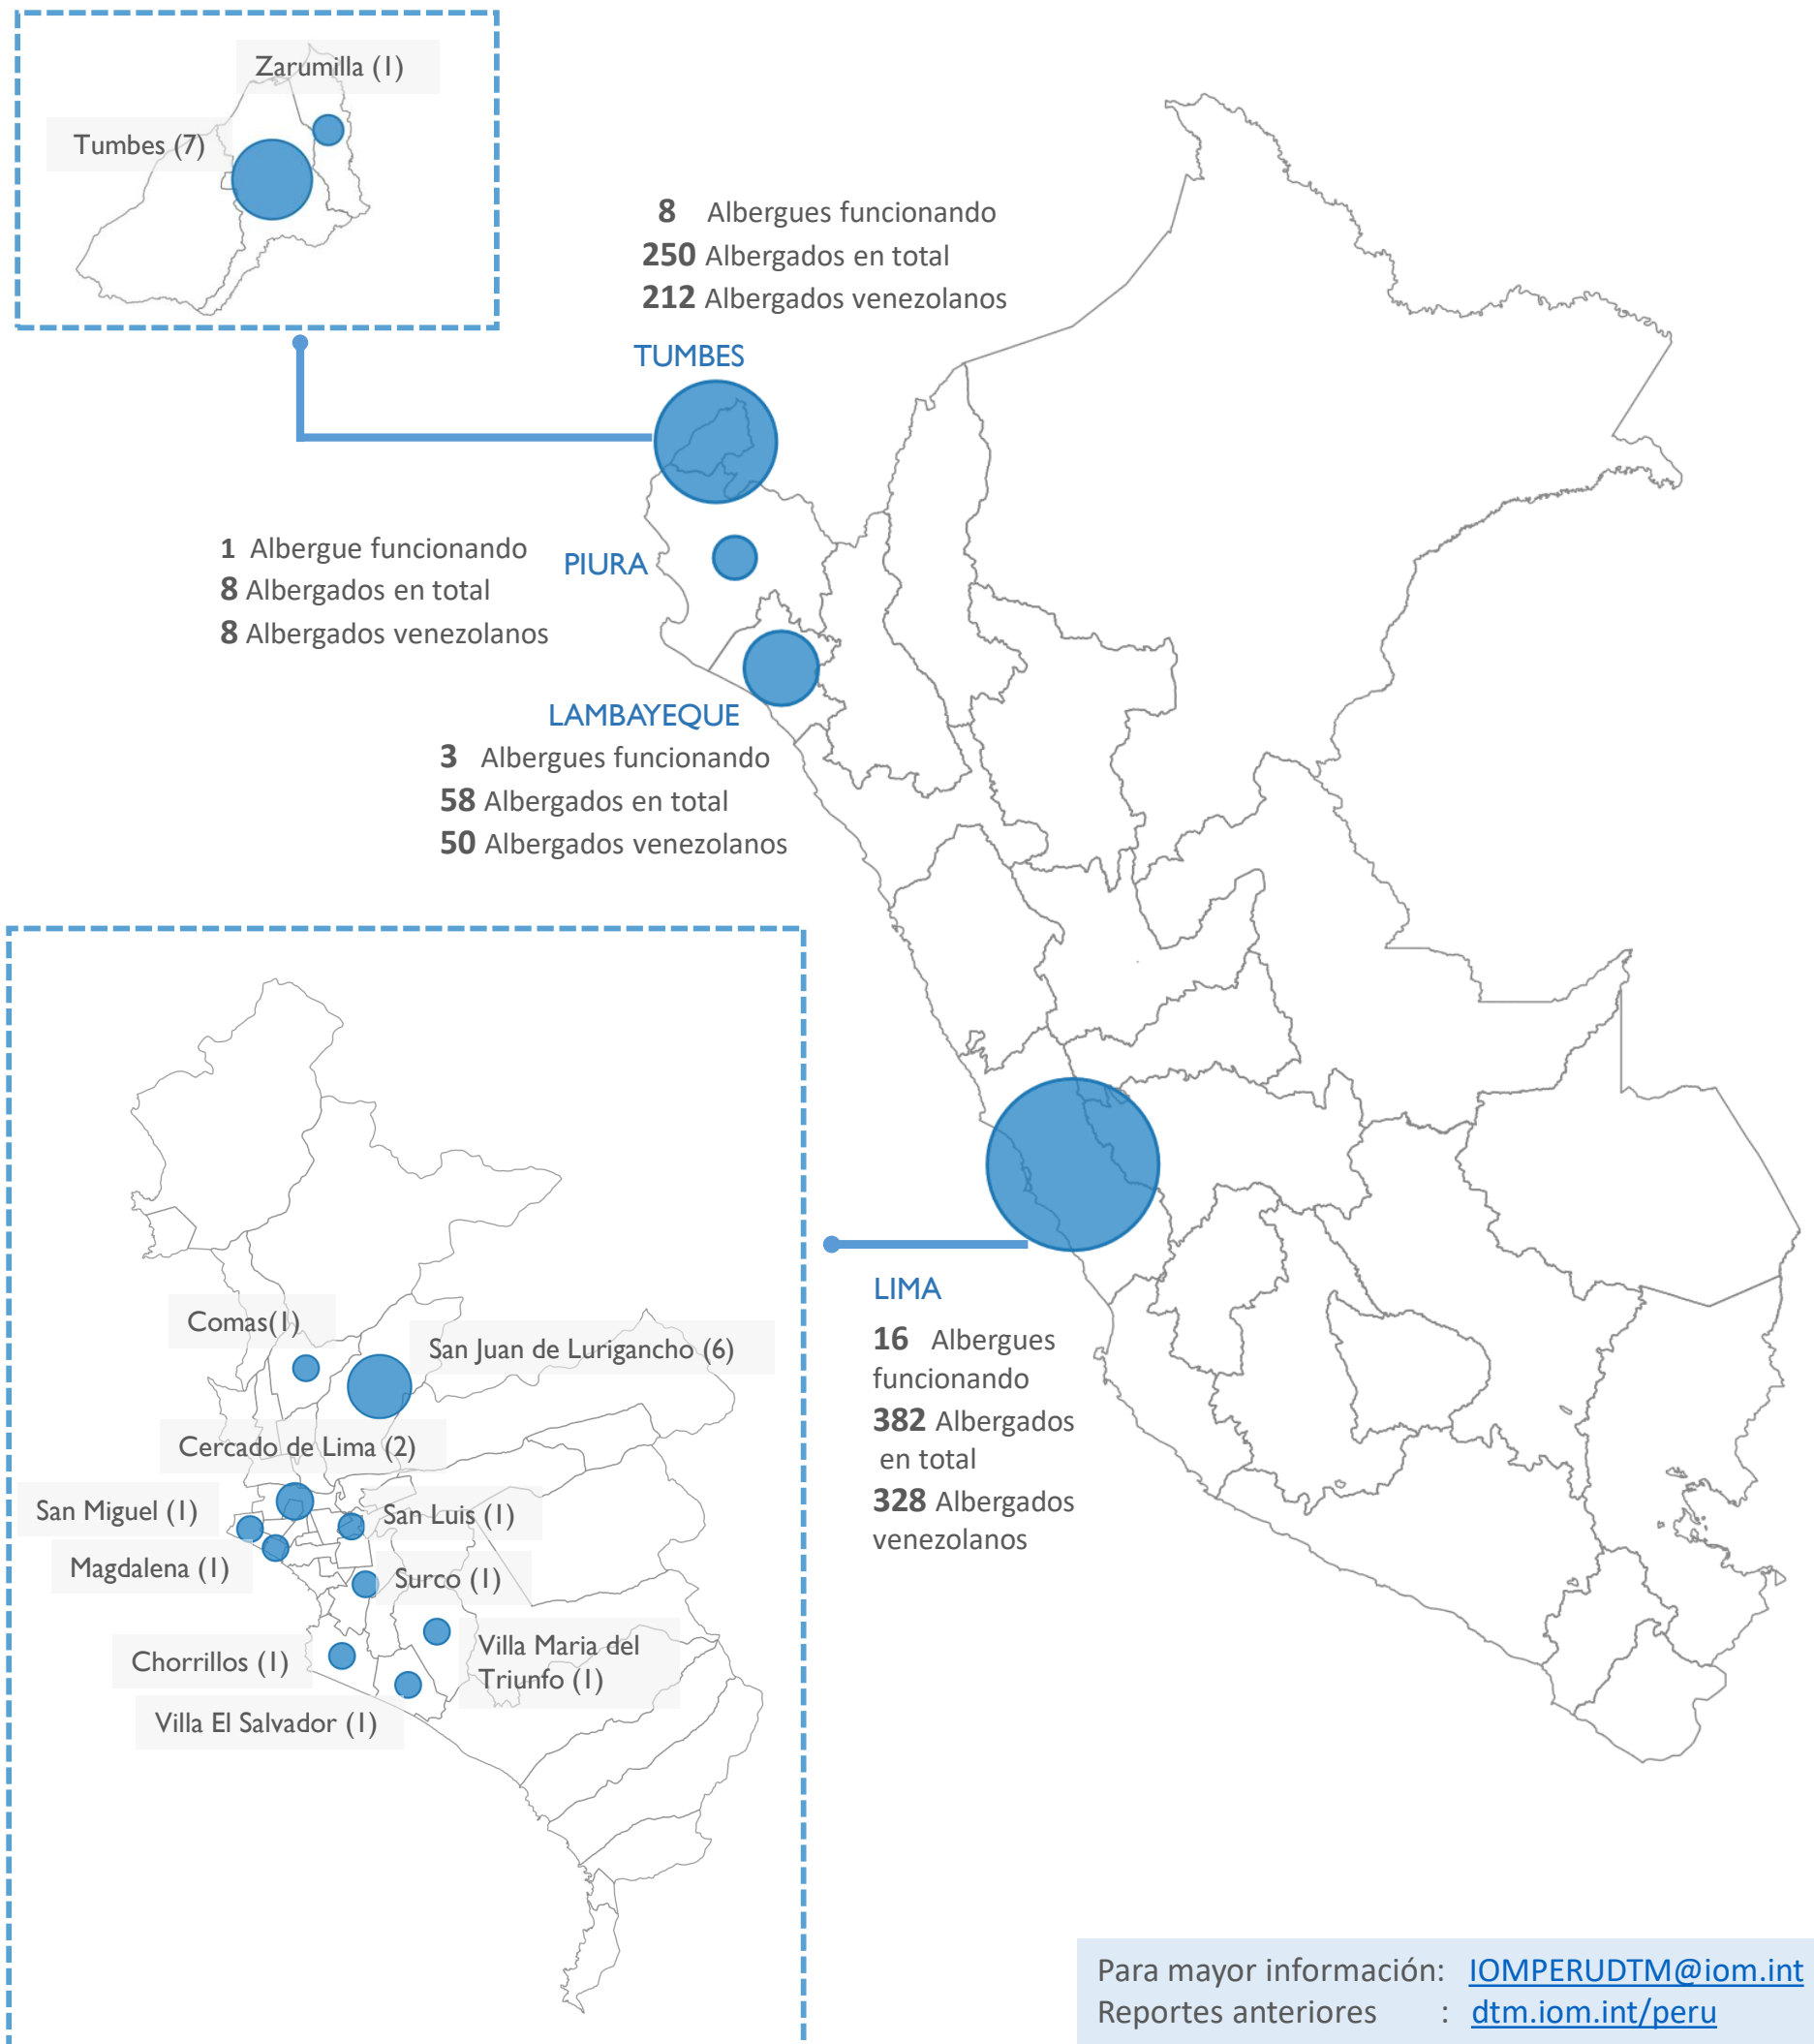 Zarumilla (1)
Tumbes (7)
8 Albergues funcionando
250 Albergados en total
212 Albergados venezolanos
TUMBES
1 Albergue funcionando
8 Albergados en total
8 Albergados venezolanos
PIURA
LAMBAYEQUE
3 Albergues funcionando
58 Albergados en total
50 Albergados venezolanos
Comas(1)
San Juan de Lurigancho (6)
Cercado de Lima (2)
San Miguel (1)
San Luis (1)
Magdalena (1)
Surco (1)
Chorrillos (1)
Villa Maria del
Triunfo (1)
Villa El Salvador (1)
LIMA
16 Albergues
funcionando
382 Albergados
en total
328 Albergados
venezolanos
Para mayor información: IOMPERUDTM@iom.int
Reportes anteriores : dtm.iom.int/peru